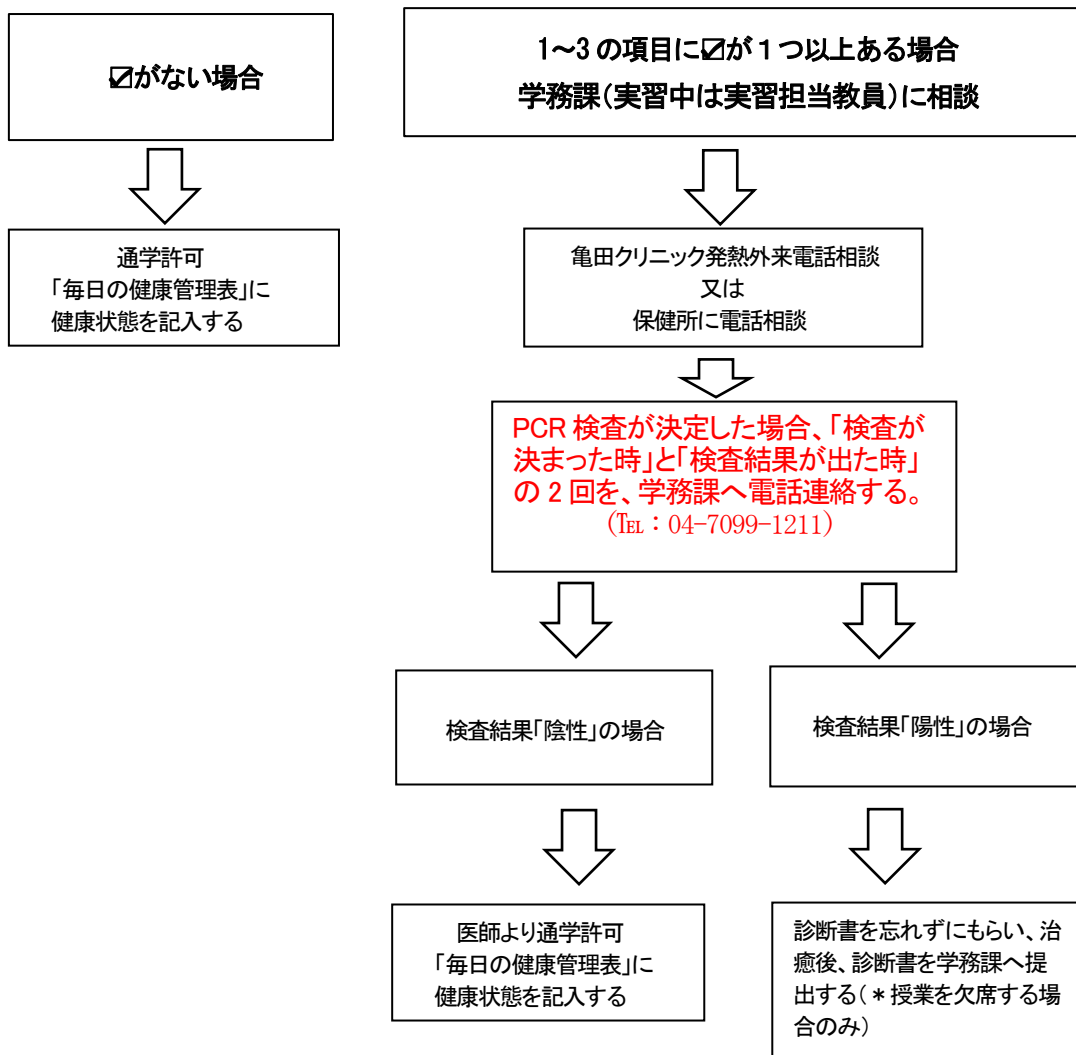 ☑がない場合
1～3の項目に☑が1つ以上ある場合
学務課（実習中は実習担当教員）に相談
通学許可
「毎日の健康管理表」に
健康状態を記入する
亀田クリニック発熱外来電話相談
又は
保健所に電話相談
PCR 検査が決定した場合、「検査が
決まった時」と「検査結果が出た時」
の 2 回を、学務課へ電話連絡する。
（TEL：04-7099-1211）
検査結果「陰性」の場合
検査結果「陽性」の場合
医師より通学許可
「毎日の健康管理表」に
健康状態を記入する
診断書を忘れずにもらい、治
癒後、診断書を学務課へ提
出する（＊授業を欠席する場
合のみ）